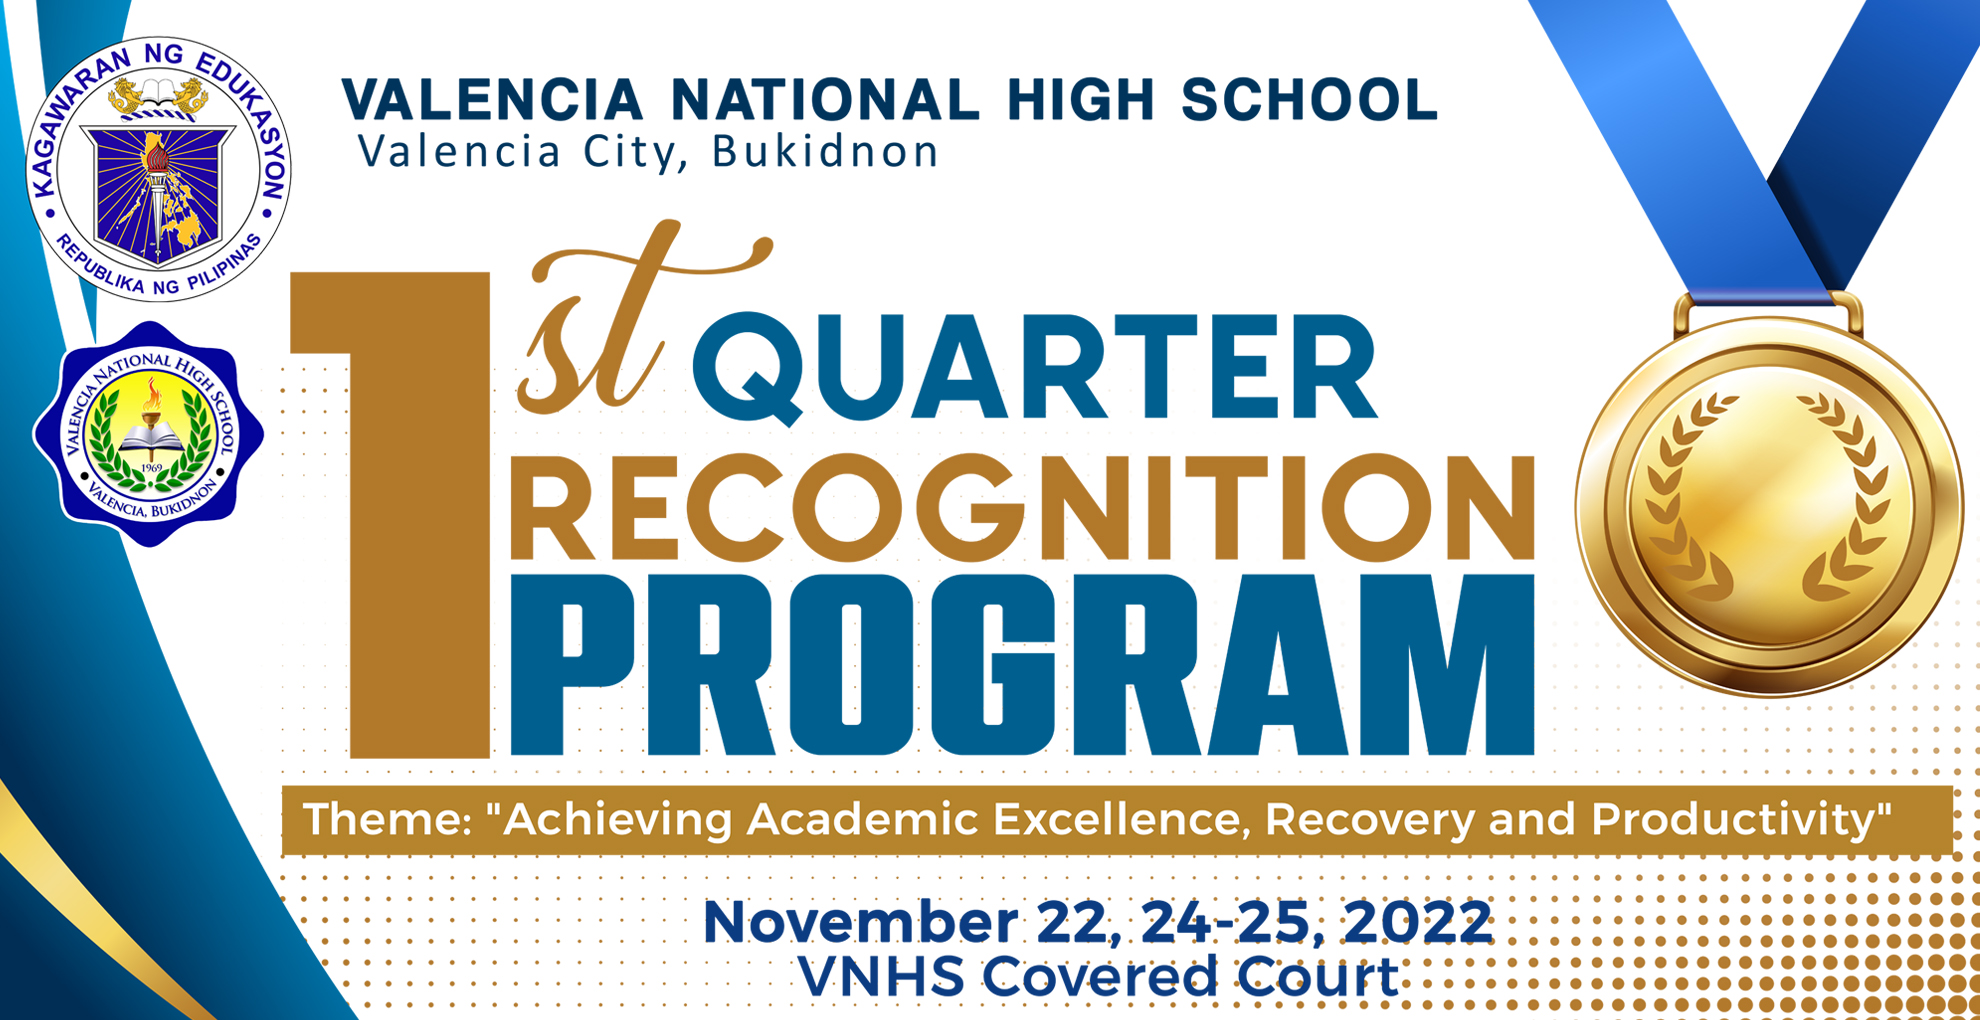 KAGAWARAN NG EDUKASYON
REPUBLIKA NG PILIPINAS
VALENCIA NATIONAL HIGH SCHOOL
Valencia City, Bukidnon
VALENCIA NATIONAL HIGH SCHOOL
1969
VALENCIA, BUKIDNON
1st QUARTER
RECOGNITION
PROGRAM
Theme: "Achieving Academic Excellence, Recovery and Productivity"
November 22, 24-25, 2022
VNHS Covered Court